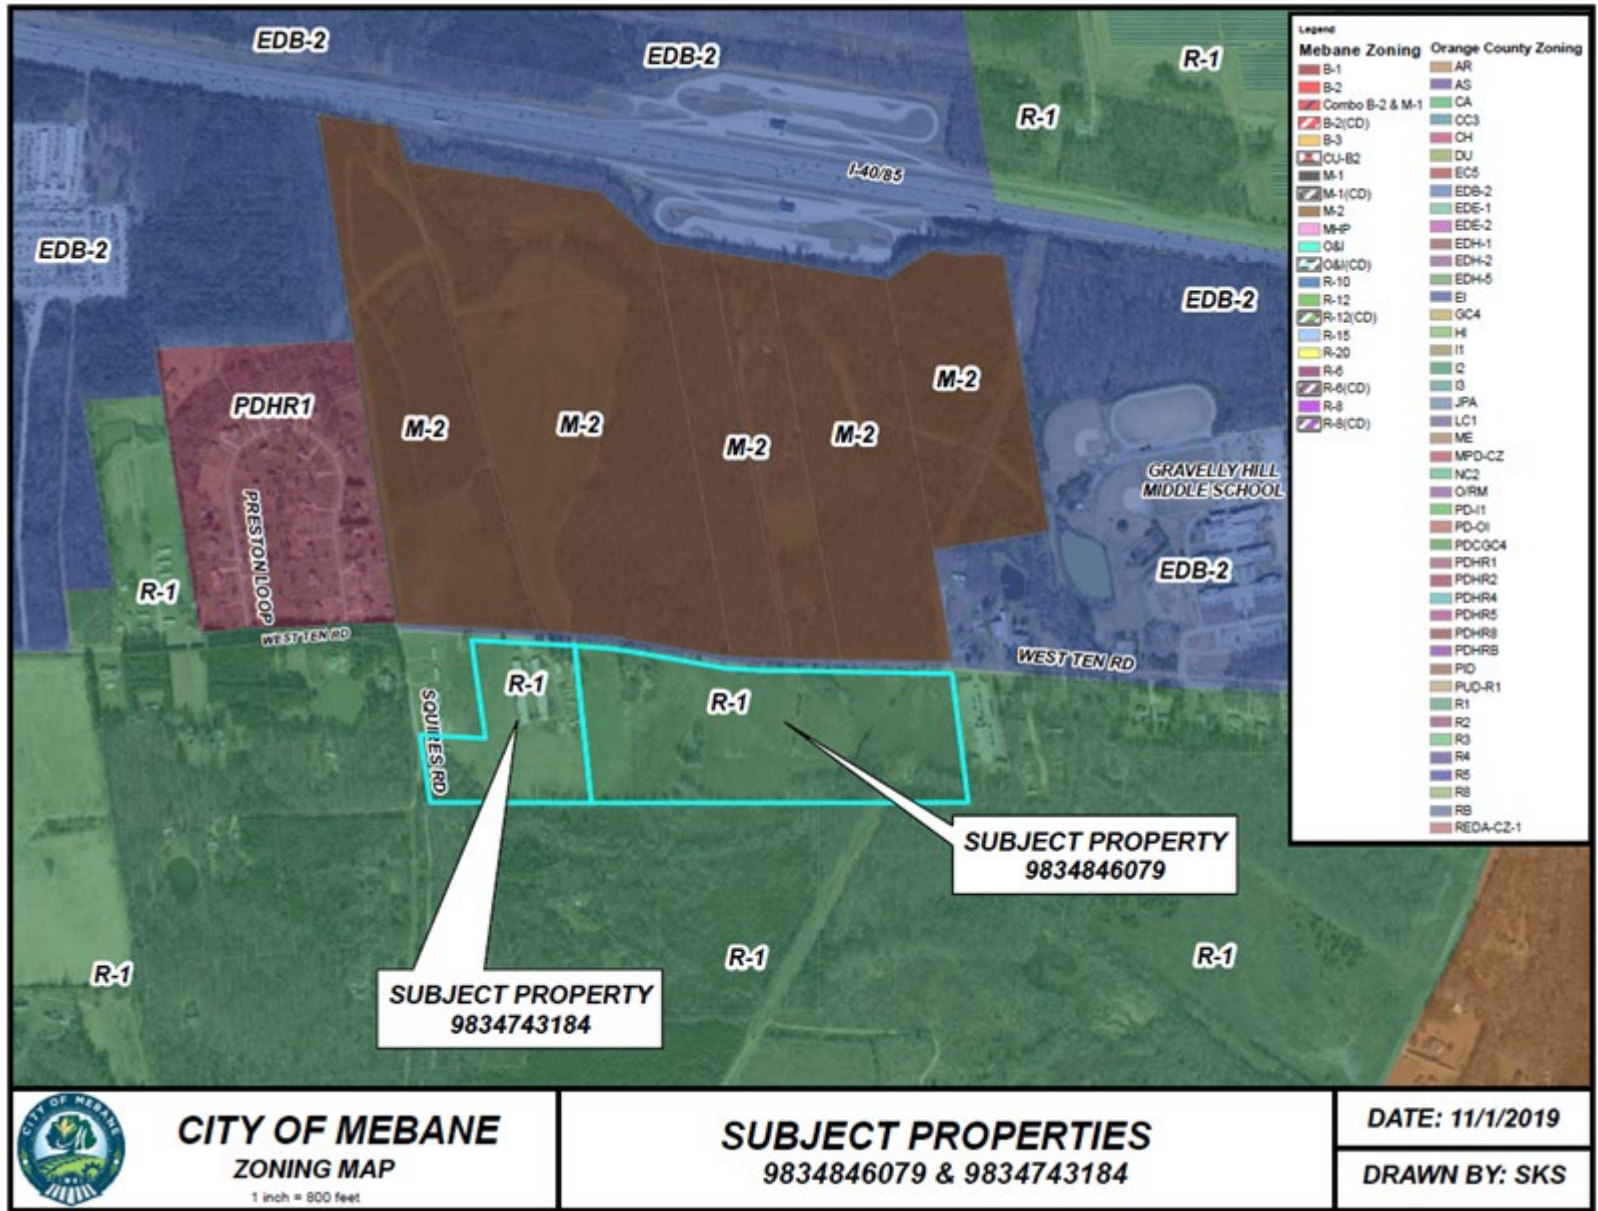 EDB-2
EDB-2
R-1
R-1
I-40/85
EDB-2
EDB-2
M-2
PDHR1
M-2
M-2
M-2
M-2
GRAVELLY HILL
MIDDLE SCHOOL
PRESTON LOOP
EDB-2
R-1
WEST TEN RD
WEST TEN RD
R-1
R-1
SQUIRES RD
SUBJECT PROPERTY
9834846079
R-1
R-1
R-1
SUBJECT PROPERTY
9834743184
Legend
Mebane Zoning
B-1
B-2
Combo B-2 & M-1
B-2(CD)
B-3
CU-B2
M-1
M-1(CD)
M-2
MHP
O&I
O&I(CD)
R-10
R-12
R-12(CD)
R-15
R-20
R-6
R-6(CD)
R-8
R-8(CD)
Orange County Zoning
AR
AS
CA
CC3
CH
DU
EC5
EDB-2
EDE-1
EDE-2
EDH-1
EDH-2
EDH-5
EI
GC4
HI
I1
I2
I3
JPA
LC1
ME
MPD-CZ
NC2
O/RM
PD-I1
PD-OI
PDCGC4
PDHR1
PDHR2
PDHR4
PDHR5
PDHR8
PDHRB
PID
PUD-R1
R1
R2
R3
R4
R5
R8
RB
REDA-CZ-1
CITY OF MEBANE
CITY OF MEBANE
ZONING MAP
1 inch = 800 feet
SUBJECT PROPERTIES
9834846079 & 9834743184
DATE: 11/1/2019
DRAWN BY: SKS